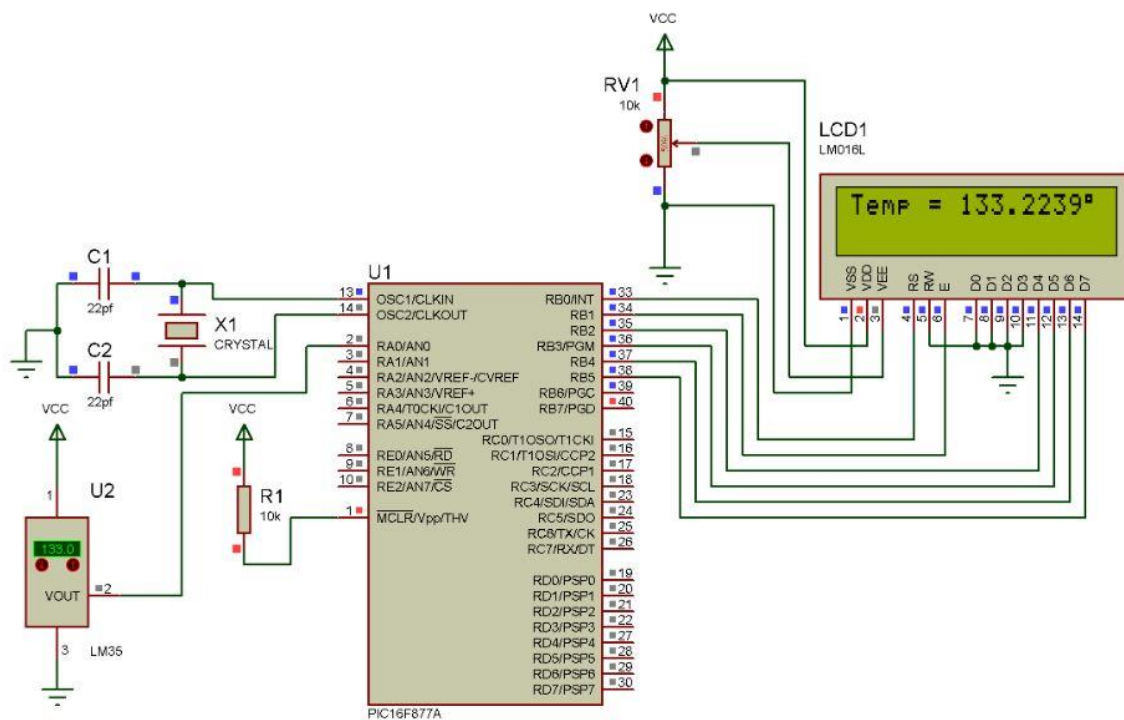 VCC
RV1
10k
50%
LCD1
LM016L
Temp = 133.2239°
VSS
VDD
VEE
RS
RW
E
D0
D1
D2
D3
D4
D5
D6
D7
1
2
3
4
5
6
7
8
9
10
11
12
13
14
C1
22pf
X1
CRYSTAL
C2
22pf
U1
13 OSC1/CLKIN RB0/INT 33
14 OSC2/CLKOUT RB1 34
RB2 35
2 RA0/AN0 RB3/PGM 36
3 RA1/AN1 RB4 37
4 RA2/AN2/VREF-/CVREF RB5 38
5 RA3/AN3/VREF+ RB6/PGC 39
6 RA4/T0CKI/C1OUT RB7/PGD 40
7 RA5/AN4/SS/C2OUT
RC0/T1OSO/T1CKI 15
8 RE0/AN5/RD RC1/T1OSI/CCP2 16
9 RE1/AN6/WR RC2/CCP1 17
10 RE2/AN7/CS RC3/SCK/SCL 18
RC4/SDI/SDA 23
1 MCLR/Vpp/THV RC5/SDO 24
RC6/TX/CK 25
RC7/RX/DT 26
RD0/PSP0 19
RD1/PSP1 20
RD2/PSP2 21
RD3/PSP3 22
RD4/PSP4 27
RD5/PSP5 28
RD6/PSP6 29
RD7/PSP7 30
PIC16F877A
VCC
U2
1
133.0
VOUT 2
3
LM35
VCC
R1
10k